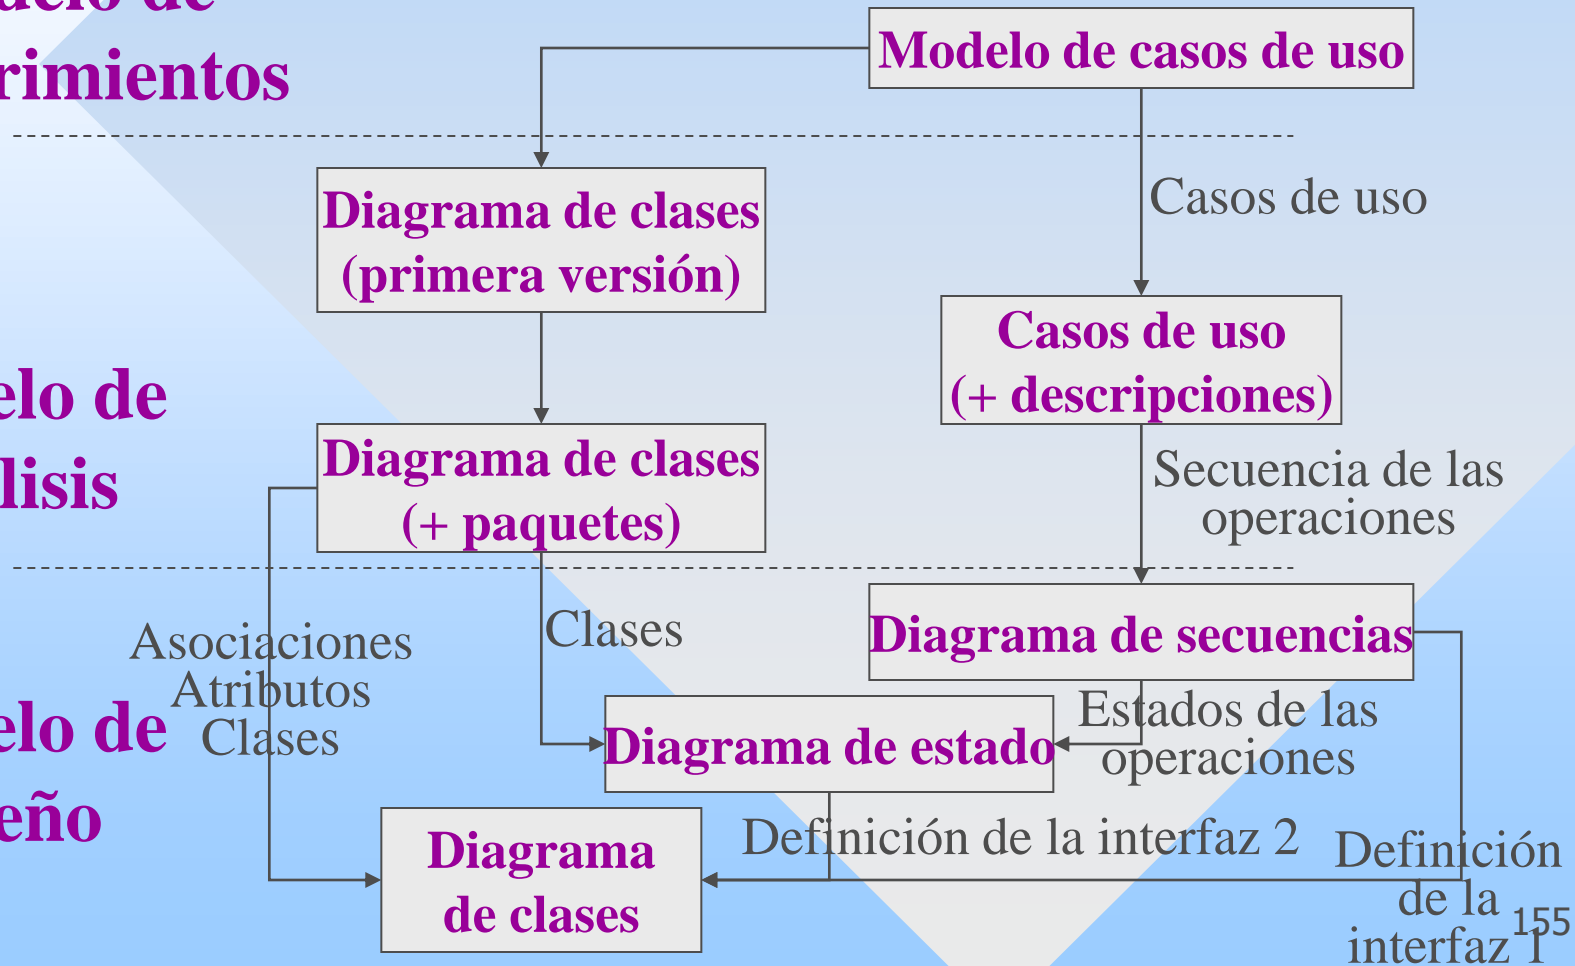 delo de
rimientos
Modelo de casos de uso
Diagrama de clases
(primera versión)
Casos de uso
Casos de uso
(+ descripciones)
elo de
lisis
Diagrama de clases
(+ paquetes)
Secuencia de las
operaciones
Asociaciones
Atributos
Clases
Clases
Diagrama de secuencias
elo de
eño
Diagrama de estado
Estados de las
operaciones
Diagrama
de clases
Definición de la interfaz 2
Definición
de la
interfaz 1
155